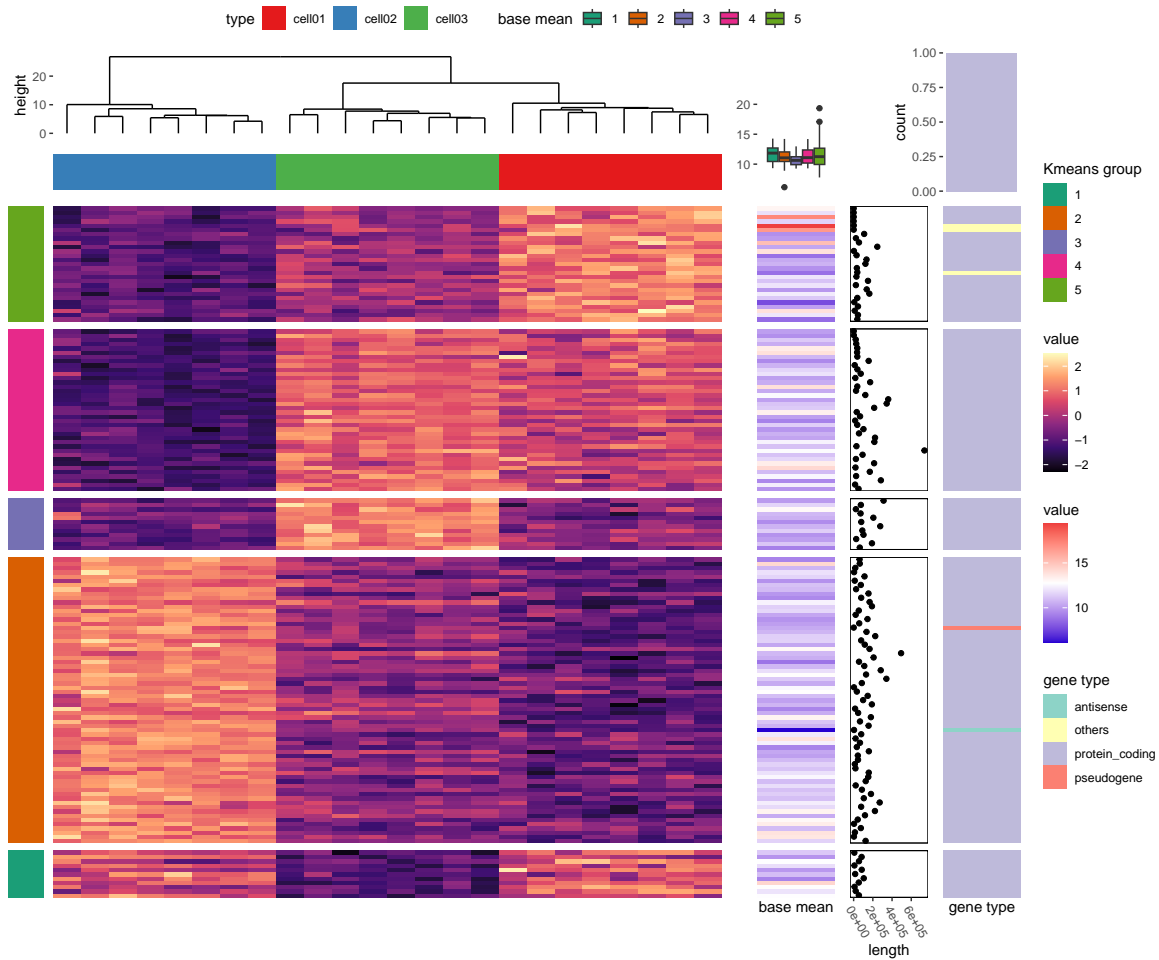 type cell01 cell02 cell03 base mean 1 2 3 4 5
height
20
10
0
20
15
10
count
1.00
0.75
0.50
0.25
0.00
Kmeans group
1
2
3
4
5
value
2
1
0
−1
−2
value
15
10
gene type
antisense
others
protein_coding
pseudogene
base mean
0e+00
2e+05
4e+05
6e+05
length
gene type